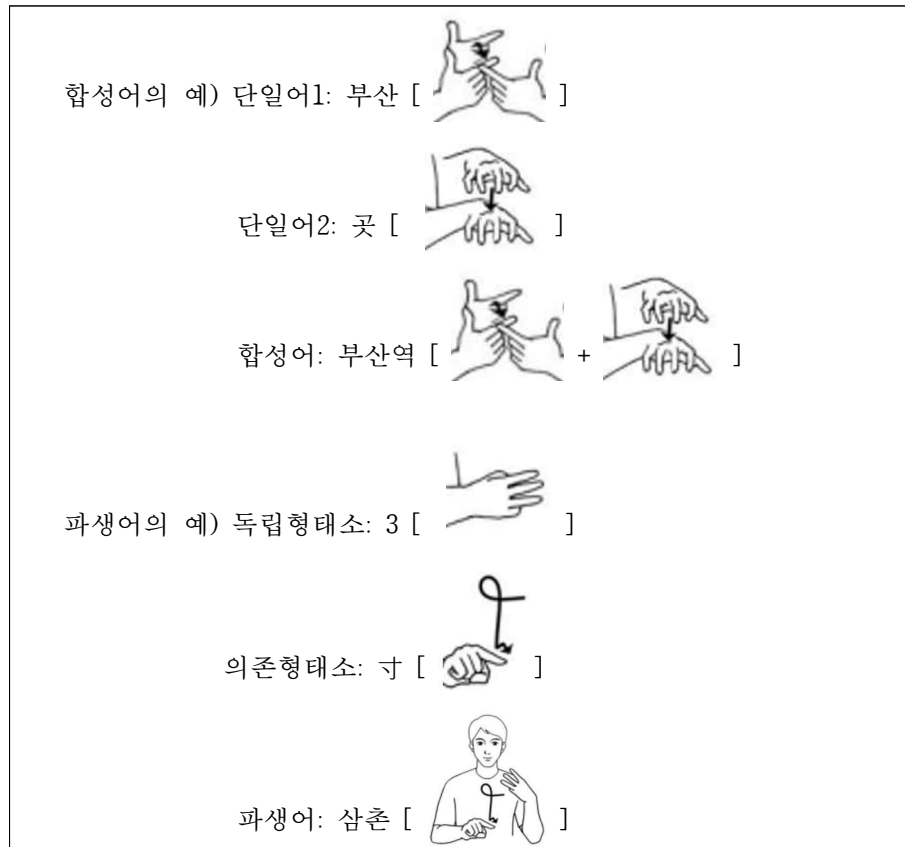 합성어의 예) 단일어1: 부산 [ ]
단일어2: 곳 [ ]
합성어: 부산역 [ + ]
파생어의 예) 독립형태소: 3 [ ]
의존형태소: 寸 [ ]
파생어: 삼촌 [ ]